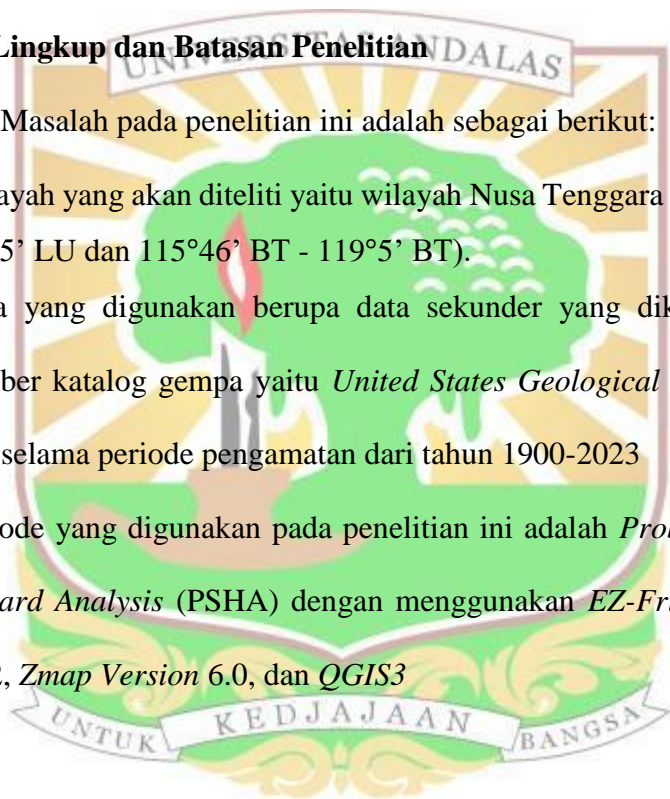 Lingkup dan Batasan Penelitian
UNIVERSITAS ANDALAS
Masalah pada penelitian ini adalah sebagai berikut:
ayah yang akan diteliti yaitu wilayah Nusa Tenggara
5’ LU dan 115°46’ BT - 119°5’ BT).
a yang digunakan berupa data sekunder yang dik
ber katalog gempa yaitu United States Geological
selama periode pengamatan dari tahun 1900-2023
ode yang digunakan pada penelitian ini adalah Pro
ard Analysis (PSHA) dengan menggunakan EZ-Fr
, Zmap Version 6.0, dan QGIS3
UNTUK KEDJAJAAN BANGSA